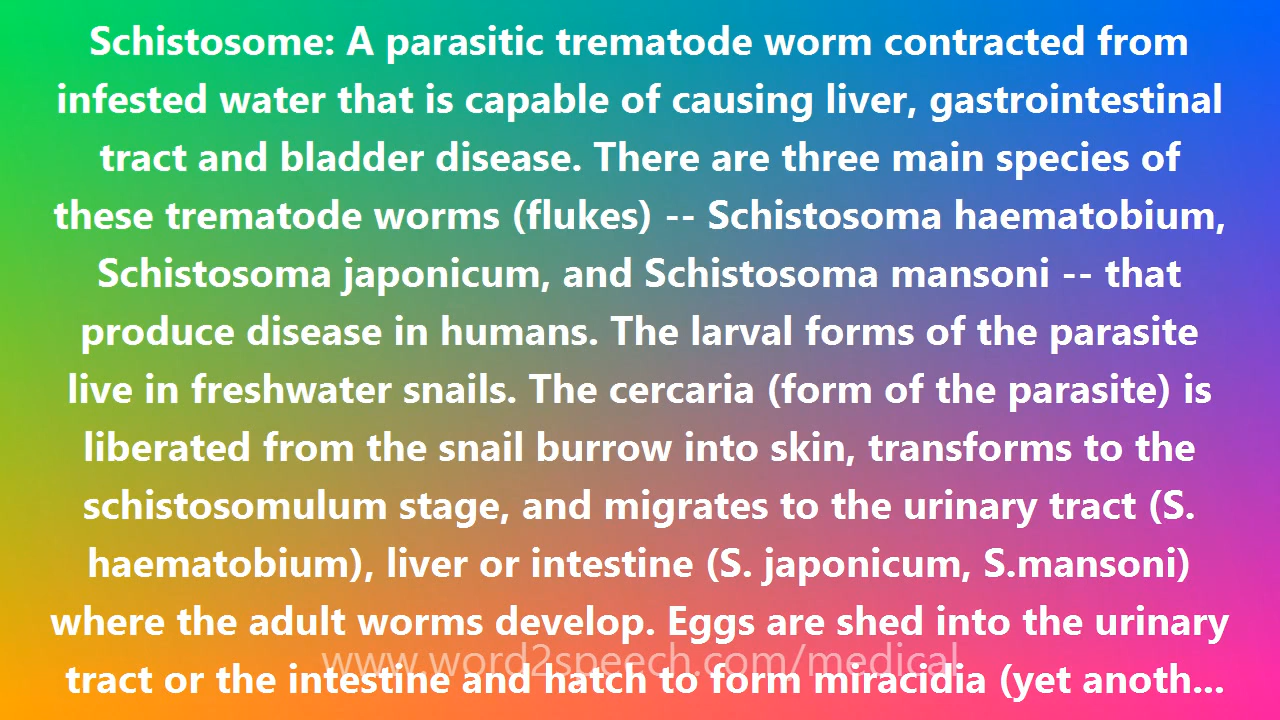 Schistosome: A parasitic trematode worm contracted from
infested water that is capable of causing liver, gastrointestinal
tract and bladder disease. There are three main species of
these trematode worms (flukes) -- Schistosoma haematobium,
Schistosoma japonicum, and Schistosoma mansoni -- that
produce disease in humans. The larval forms of the parasite
live in freshwater snails. The cercaria (form of the parasite) is
liberated from the snail burrow into skin, transforms to the
schistosomulum stage, and migrates to the urinary tract (S.
haematobium), liver or intestine (S. japonicum, S.mansoni)
where the adult worms develop. Eggs are shed into the urinary
www.word2speech.com/medical
tract or the intestine and hatch to form miracidia (yet anoth...